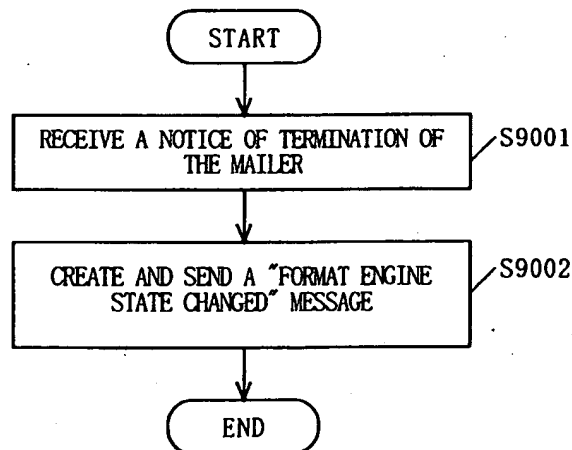 START
RECEIVE A NOTICE OF TERMINATION OF
THE MAILER
S9001
CREATE AND SEND A "FORMAT ENGINE
STATE CHANGED" MESSAGE
S9002
END